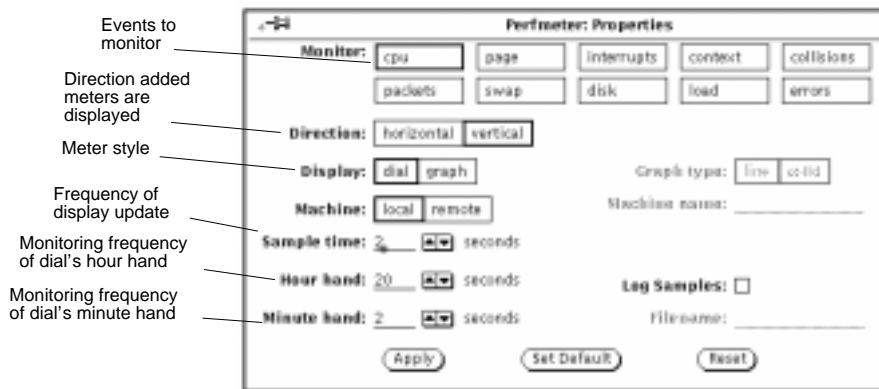 Perfmeter: Properties
Events to
monitor
Monitor: cpu page interrupts context collisions
packets swap disk load errors
Direction added
meters are
displayed
Direction: horizontal vertical
Meter style
Display: dial graph Graph type: line solid
Machine: local remote Machine name:
Frequency of
display update
Sample time: 2 seconds
Monitoring frequency
of dial's hour hand
Hour hand: 20 seconds Log Samples:
Monitoring frequency
of dial's minute hand
Minute hand: 2 seconds Filename:
Apply Set Default Reset